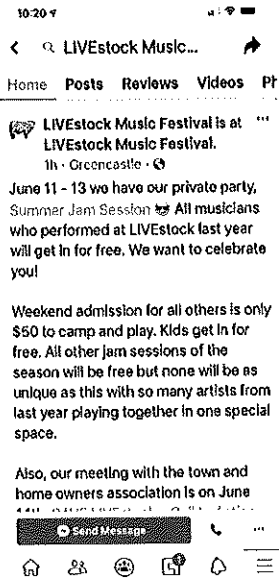 10:20
LIVEstock Music...
Home Posts Reviews Videos Ph
LIVEstock Music Festival is at
LIVEstock Music Festival.
1h · Greencastle ·
June 11 - 13 we have our private party,
Summer Jam Session 🤠 All musicians
who performed at LIVEstock last year
will get in for free. We want to celebrate
you!
Weekend admission for all others is only
$50 to camp and play. Kids get in for
free. All other jam sessions of the
season will be free but none will be as
unique as this with so many artists from
last year playing together in one special
space.
Also, our meeting with the town and
home owners association is on June
Send Message